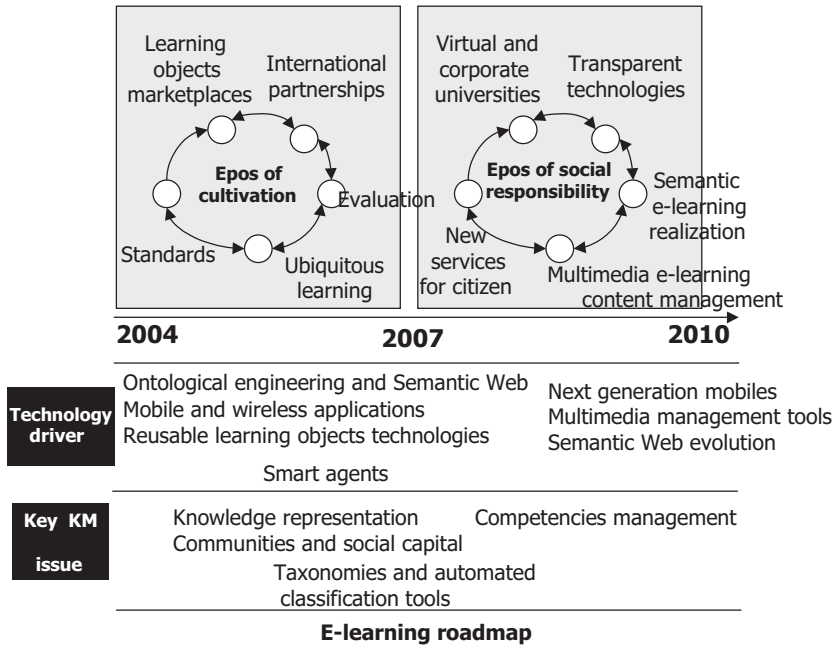 Learning
objects
marketplaces
International
partnerships
Epos of
cultivation
Evaluation
Standards
Ubiquitous
learning
Virtual and
corporate
universities
Transparent
technologies
Epos of social
responsibility
Semantic
e-learning
realization
New
services
for citizen
Multimedia e-learning
content management
2004
2007
2010
Technology
driver
Ontological engineering and Semantic Web
Mobile and wireless applications
Reusable learning objects technologies
Smart agents
Next generation mobiles
Multimedia management tools
Semantic Web evolution
Key KM
issue
Knowledge representation
Communities and social capital
Competencies management
Taxonomies and automated
classification tools
E-learning roadmap